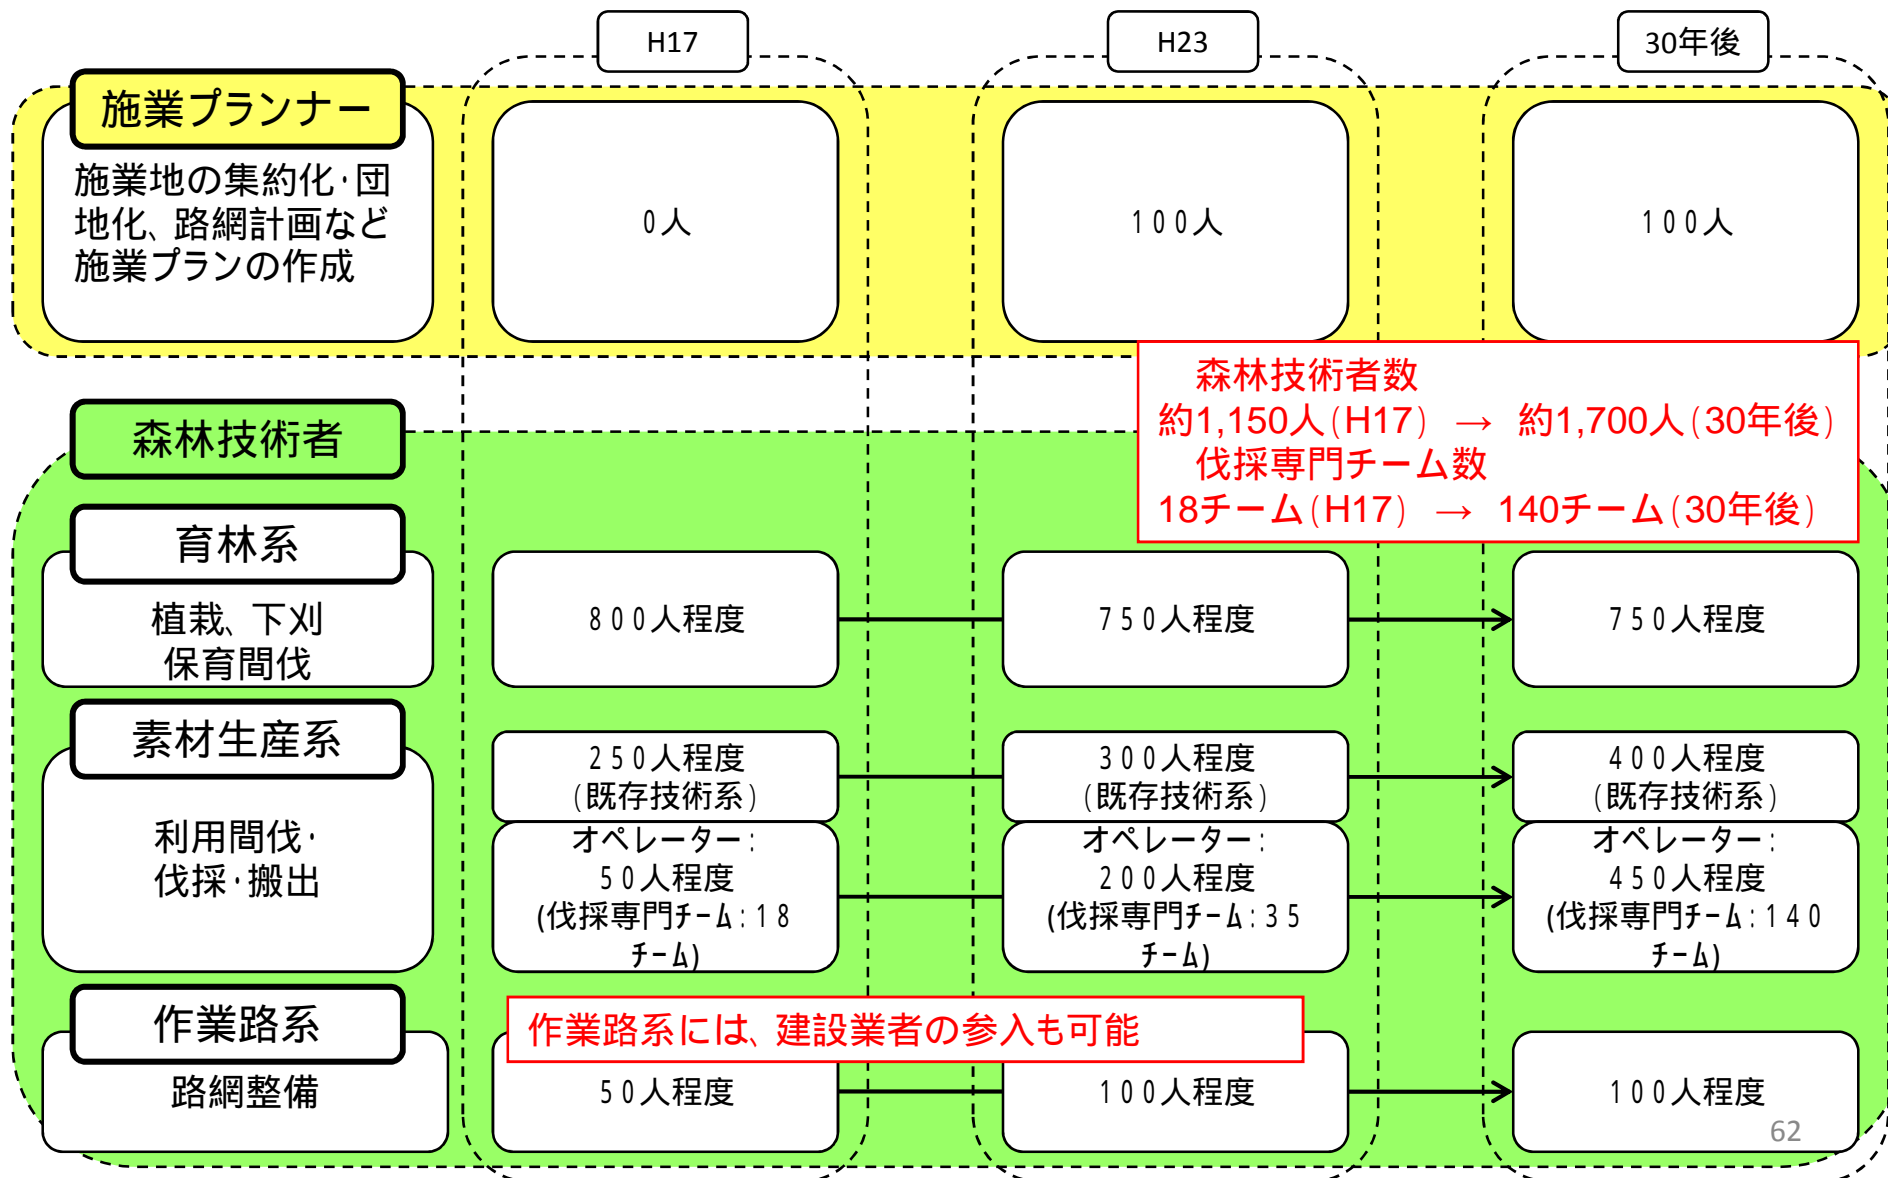 H17
H23
30年後
施業プランナー
施業地の集約化・団
地化、路網計画など
施業プランの作成
0人
100人
100人
森林技術者数
約1,150人(H17) → 約1,700人(30年後)
伐採専門チーム数
18チーム(H17) → 140チーム(30年後)
森林技術者
育林系
植栽、下刈
保育間伐
800人程度
750人程度
750人程度
素材生産系
利用間伐・
伐採・搬出
250人程度
(既存技術系)
300人程度
(既存技術系)
400人程度
(既存技術系)
オペレーター:
50人程度
(伐採専門チーム:18
チーム)
オペレーター:
200人程度
(伐採専門チーム:35
チーム)
オペレーター:
450人程度
(伐採専門チーム:140
チーム)
作業路系
路網整備
作業路系には、建設業者の参入も可能
50人程度
100人程度
100人程度
62